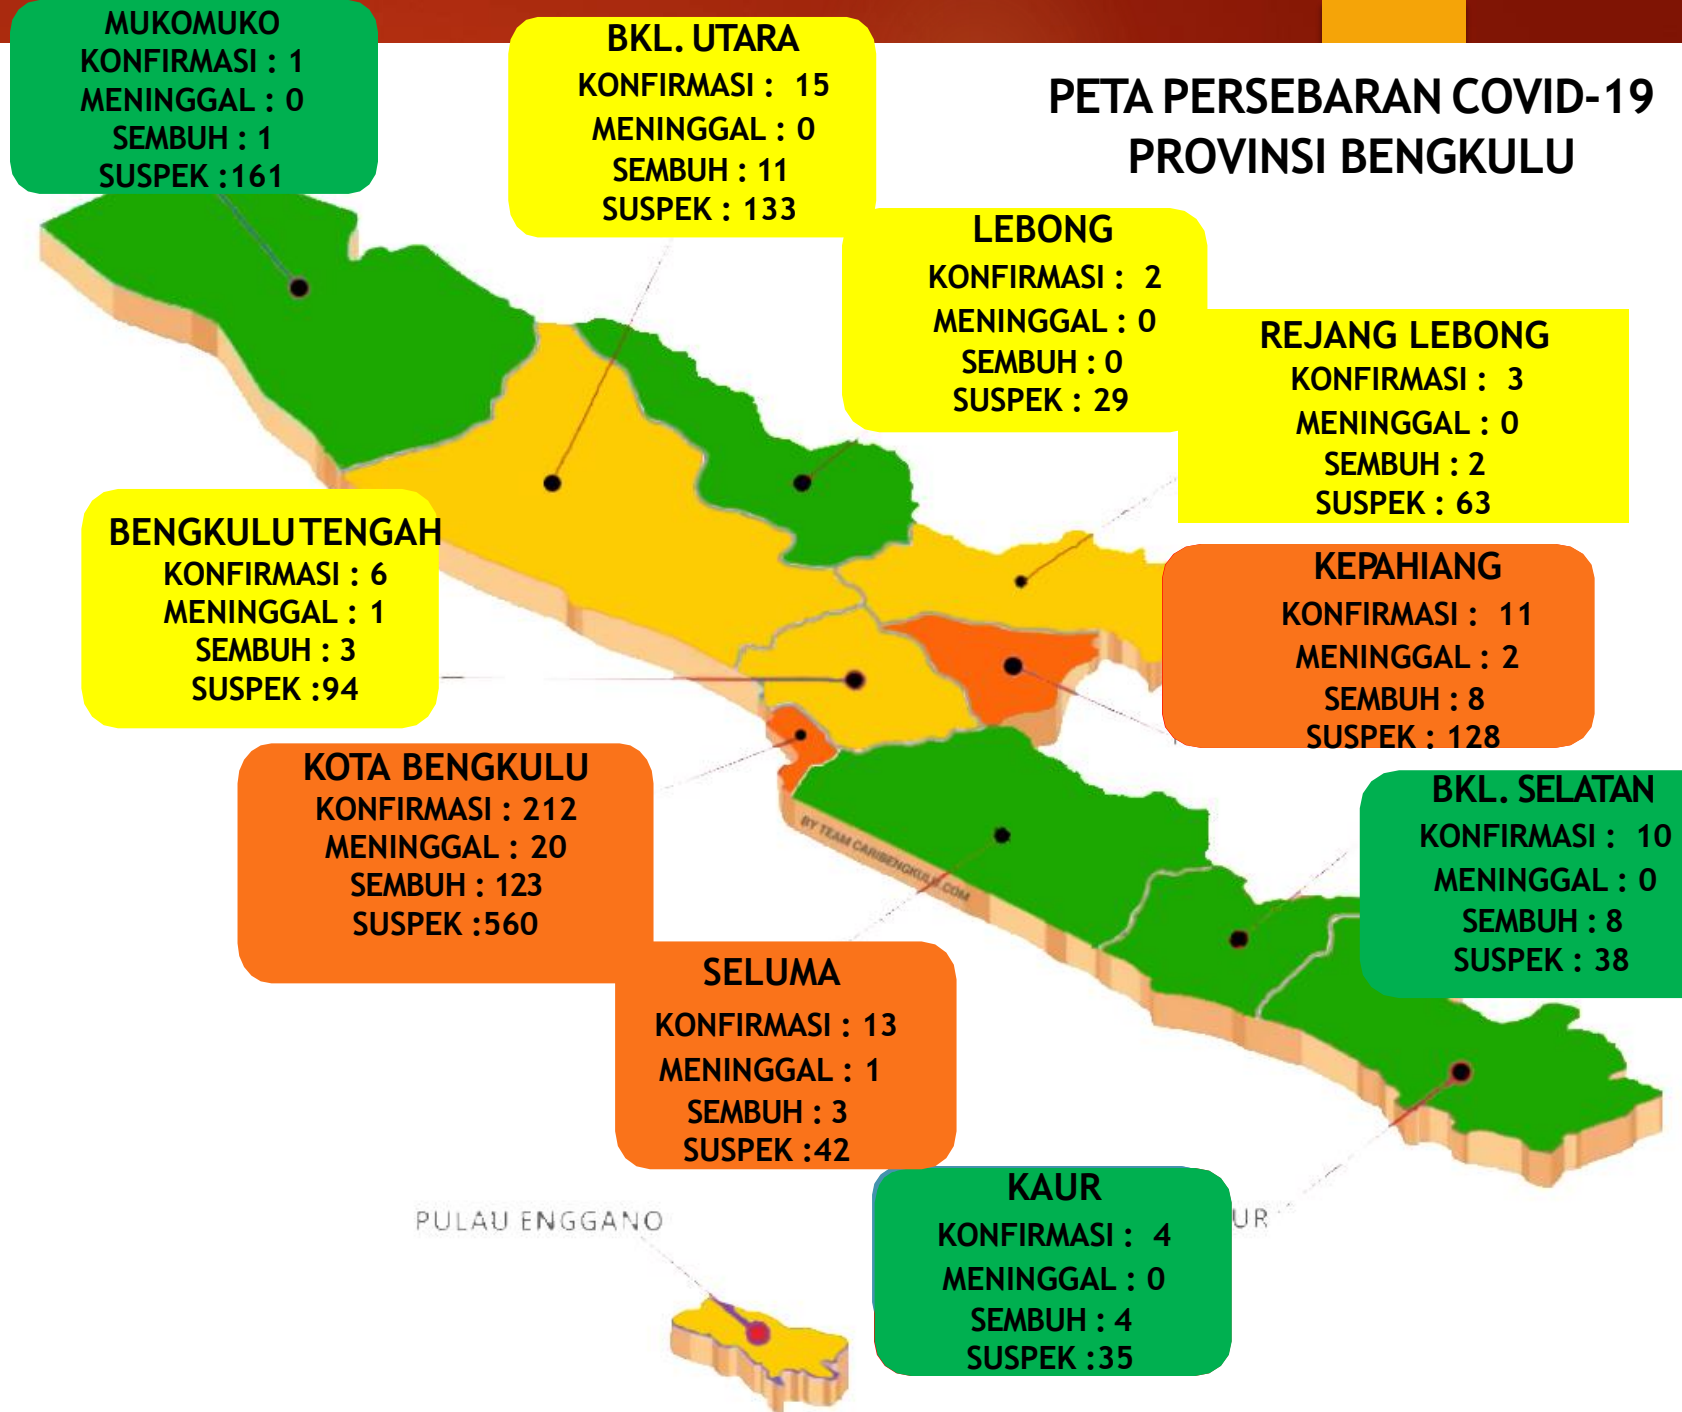 PETA PERSEBARAN COVID-19
PROVINSI BENGKULU
MUKOMUKO
KONFIRMASI : 1
MENINGGAL : 0
SEMBUH : 1
SUSPEK :161
BKL. UTARA
KONFIRMASI : 15
MENINGGAL : 0
SEMBUH : 11
SUSPEK : 133
LEBONG
KONFIRMASI : 2
MENINGGAL : 0
SEMBUH : 0
SUSPEK : 29
REJANG LEBONG
KONFIRMASI : 3
MENINGGAL : 0
SEMBUH : 2
SUSPEK : 63
BENGKULU TENGAH
KONFIRMASI : 6
MENINGGAL : 1
SEMBUH : 3
SUSPEK :94
KEPAHIANG
KONFIRMASI : 11
MENINGGAL : 2
SEMBUH : 8
SUSPEK : 128
KOTA BENGKULU
KONFIRMASI : 212
MENINGGAL : 20
SEMBUH : 123
SUSPEK :560
BKL. SELATAN
KONFIRMASI : 10
MENINGGAL : 0
SEMBUH : 8
SUSPEK : 38
BY TEAM CARIBENGKULU.COM
SELUMA
KONFIRMASI : 13
MENINGGAL : 1
SEMBUH : 3
SUSPEK :42
KAUR
KONFIRMASI : 4
MENINGGAL : 0
SEMBUH : 4
SUSPEK :35
PULAU ENGGANO
UR